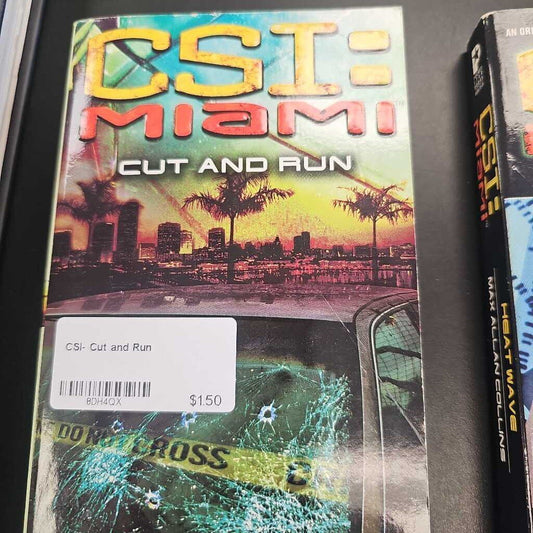 CSI:
MIAMI
CUT AND RUN
CSI- Cut and Run
8DH4QX
$1.50
DO NOT CROSS
AN ORI
CSI:
MIAMI
HEAT WAVE
MAX ALLAN COLLINS